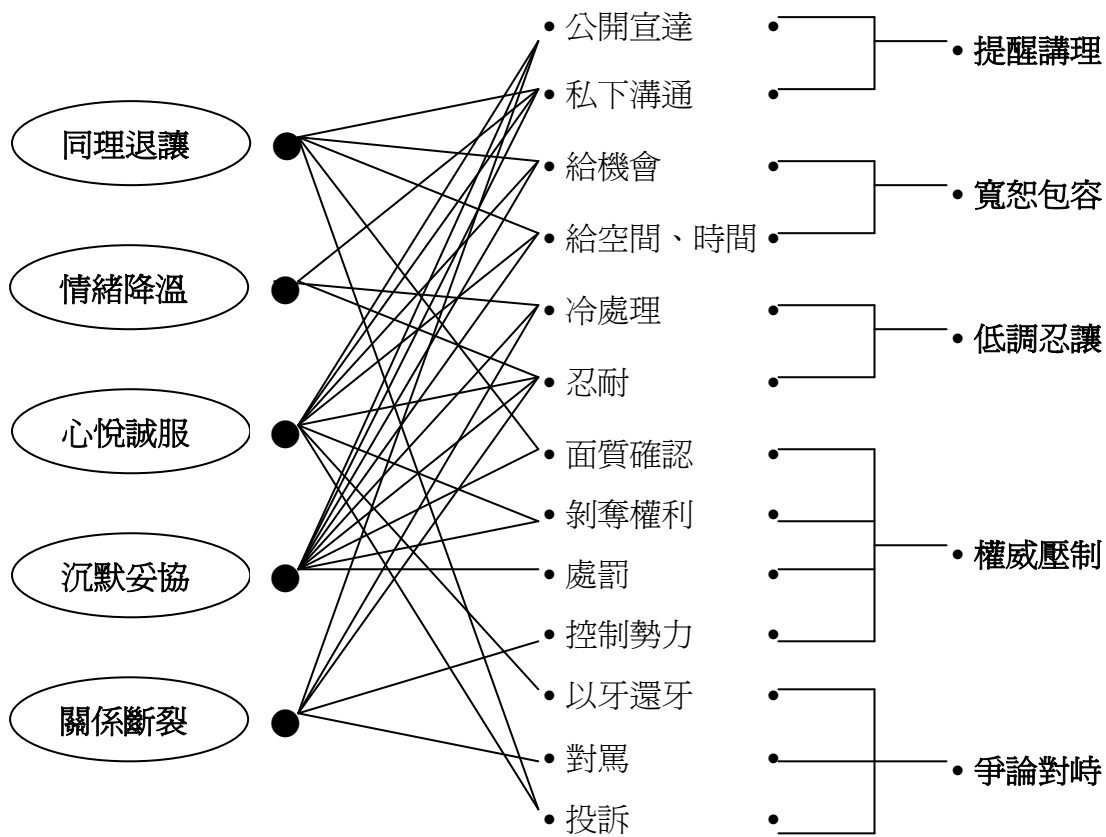 同理退讓
情緒降溫
心悅誠服
沉默妥協
關係斷裂
• 公開宣達
• 私下溝通
• 給機會
• 給空間、時間
• 冷處理
• 忍耐
• 面質確認
• 剝奪權利
• 處罰
• 控制勢力
• 以牙還牙
• 對罵
• 投訴
• 提醒講理
• 寬恕包容
• 低調忍讓
• 權威壓制
• 爭論對峙